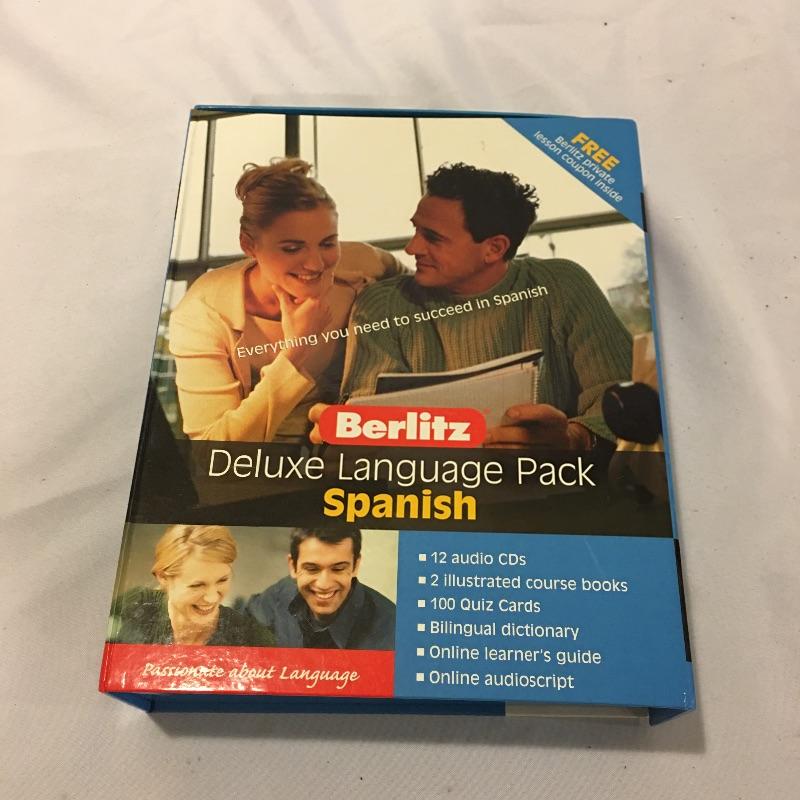 FREE
Berlitz private
lesson coupon inside
Everything you need to succeed in Spanish
Berlitz
Deluxe Language Pack
Spanish
12 audio CDs
2 illustrated course books
100 Quiz Cards
Bilingual dictionary
Online learner's guide
Online audioscript
Passionate about Language